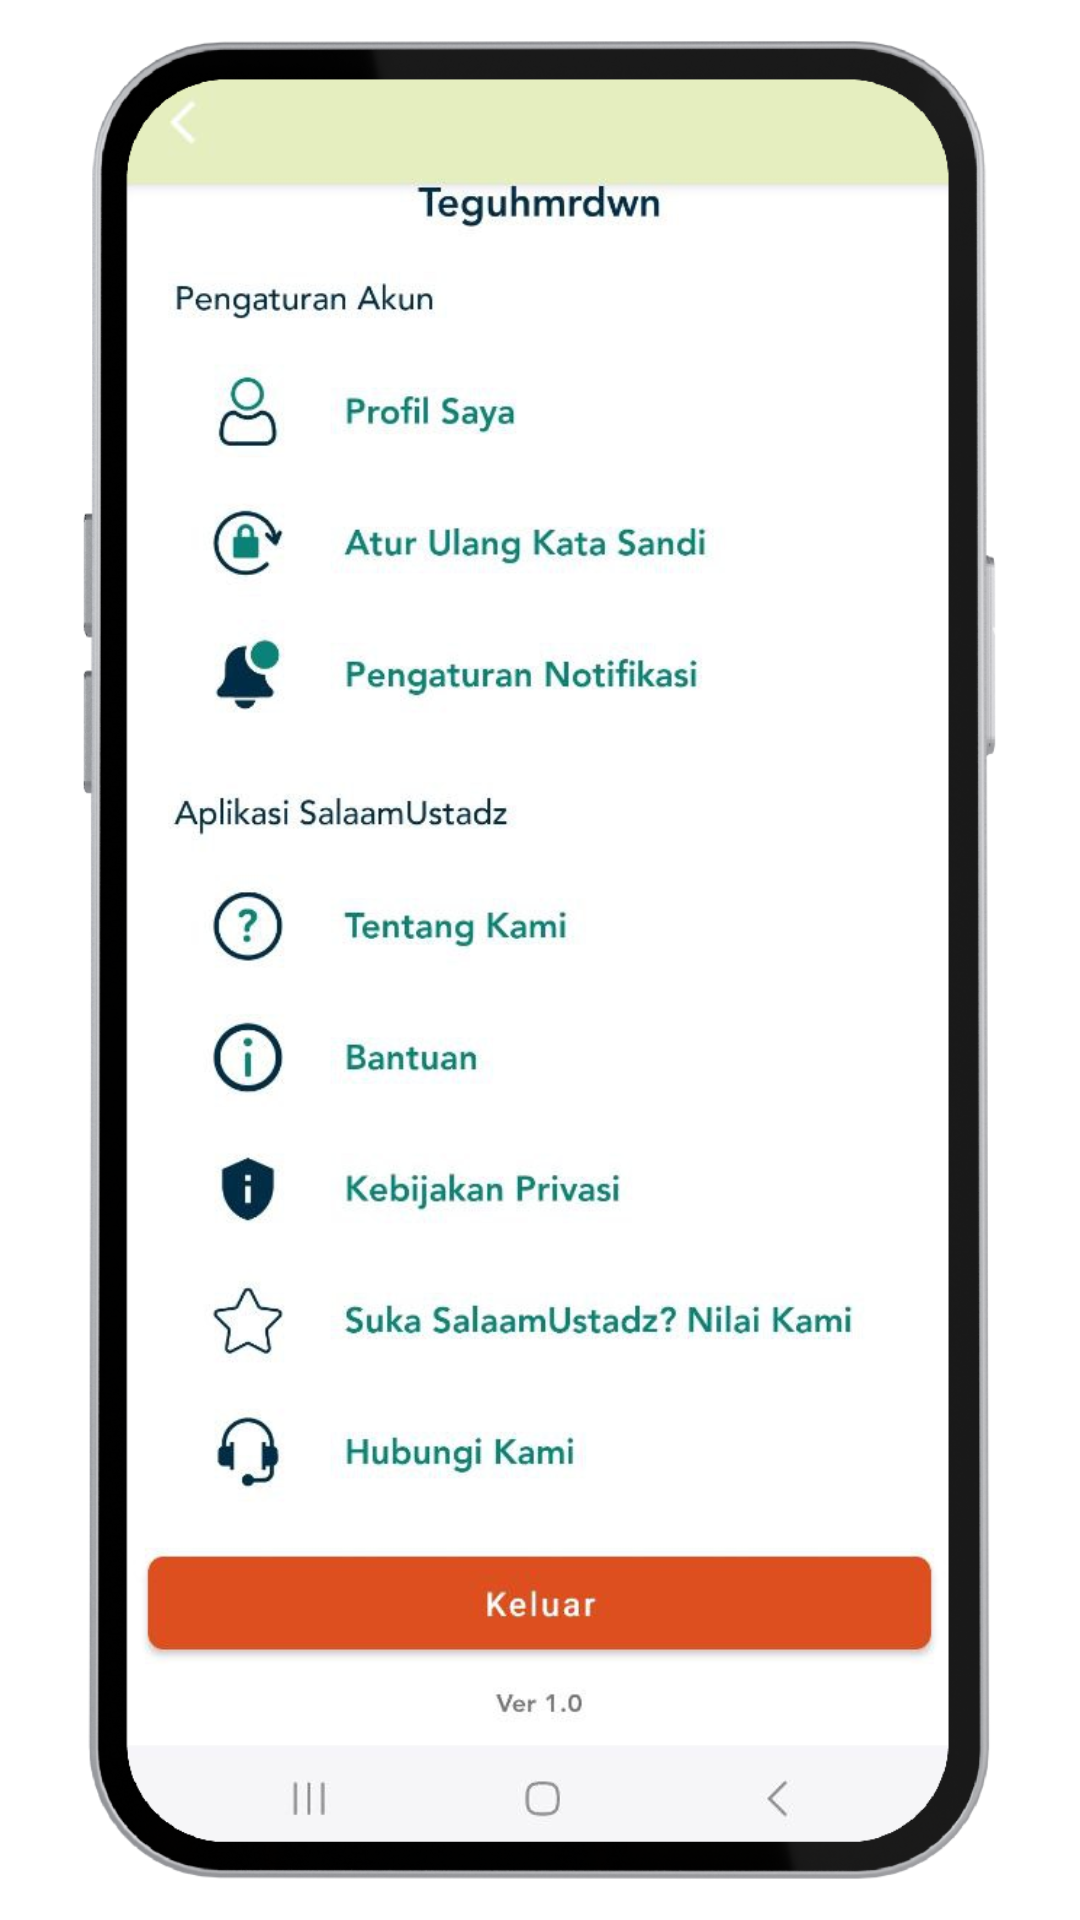 Teguhmrdwn
Pengaturan Akun
Profil Saya
Atur Ulang Kata Sandi
Pengaturan Notifikasi
Aplikasi SalaamUstadz
Tentang Kami
Bantuan
Kebijakan Privasi
Suka SalaamUstadz? Nilai Kami
Hubungi Kami
Keluar
Ver 1.0